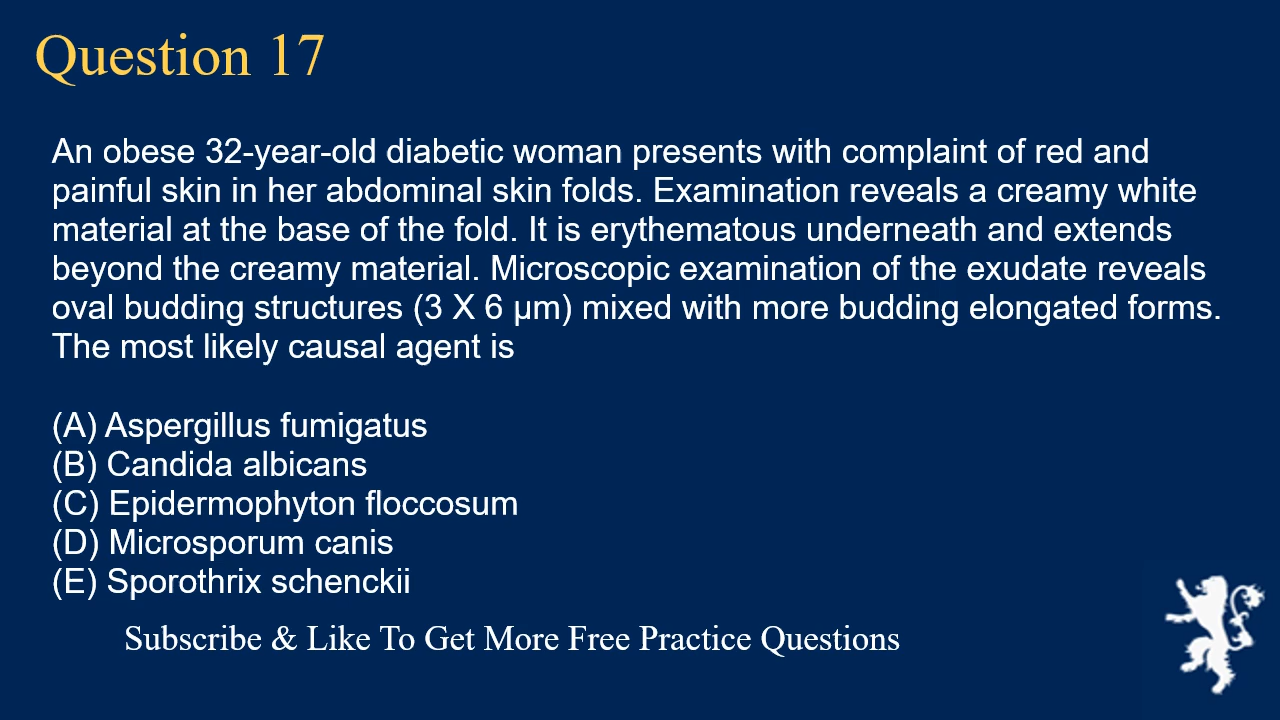 Question 17
An obese 32-year-old diabetic woman presents with complaint of red and
painful skin in her abdominal skin folds. Examination reveals a creamy white
material at the base of the fold. It is erythematous underneath and extends
beyond the creamy material. Microscopic examination of the exudate reveals
oval budding structures (3 X 6 µm) mixed with more budding elongated forms.
The most likely causal agent is
(A) Aspergillus fumigatus
(B) Candida albicans
(C) Epidermophyton floccosum
(D) Microsporum canis
(E) Sporothrix schenckii
Subscribe & Like To Get More Free Practice Questions